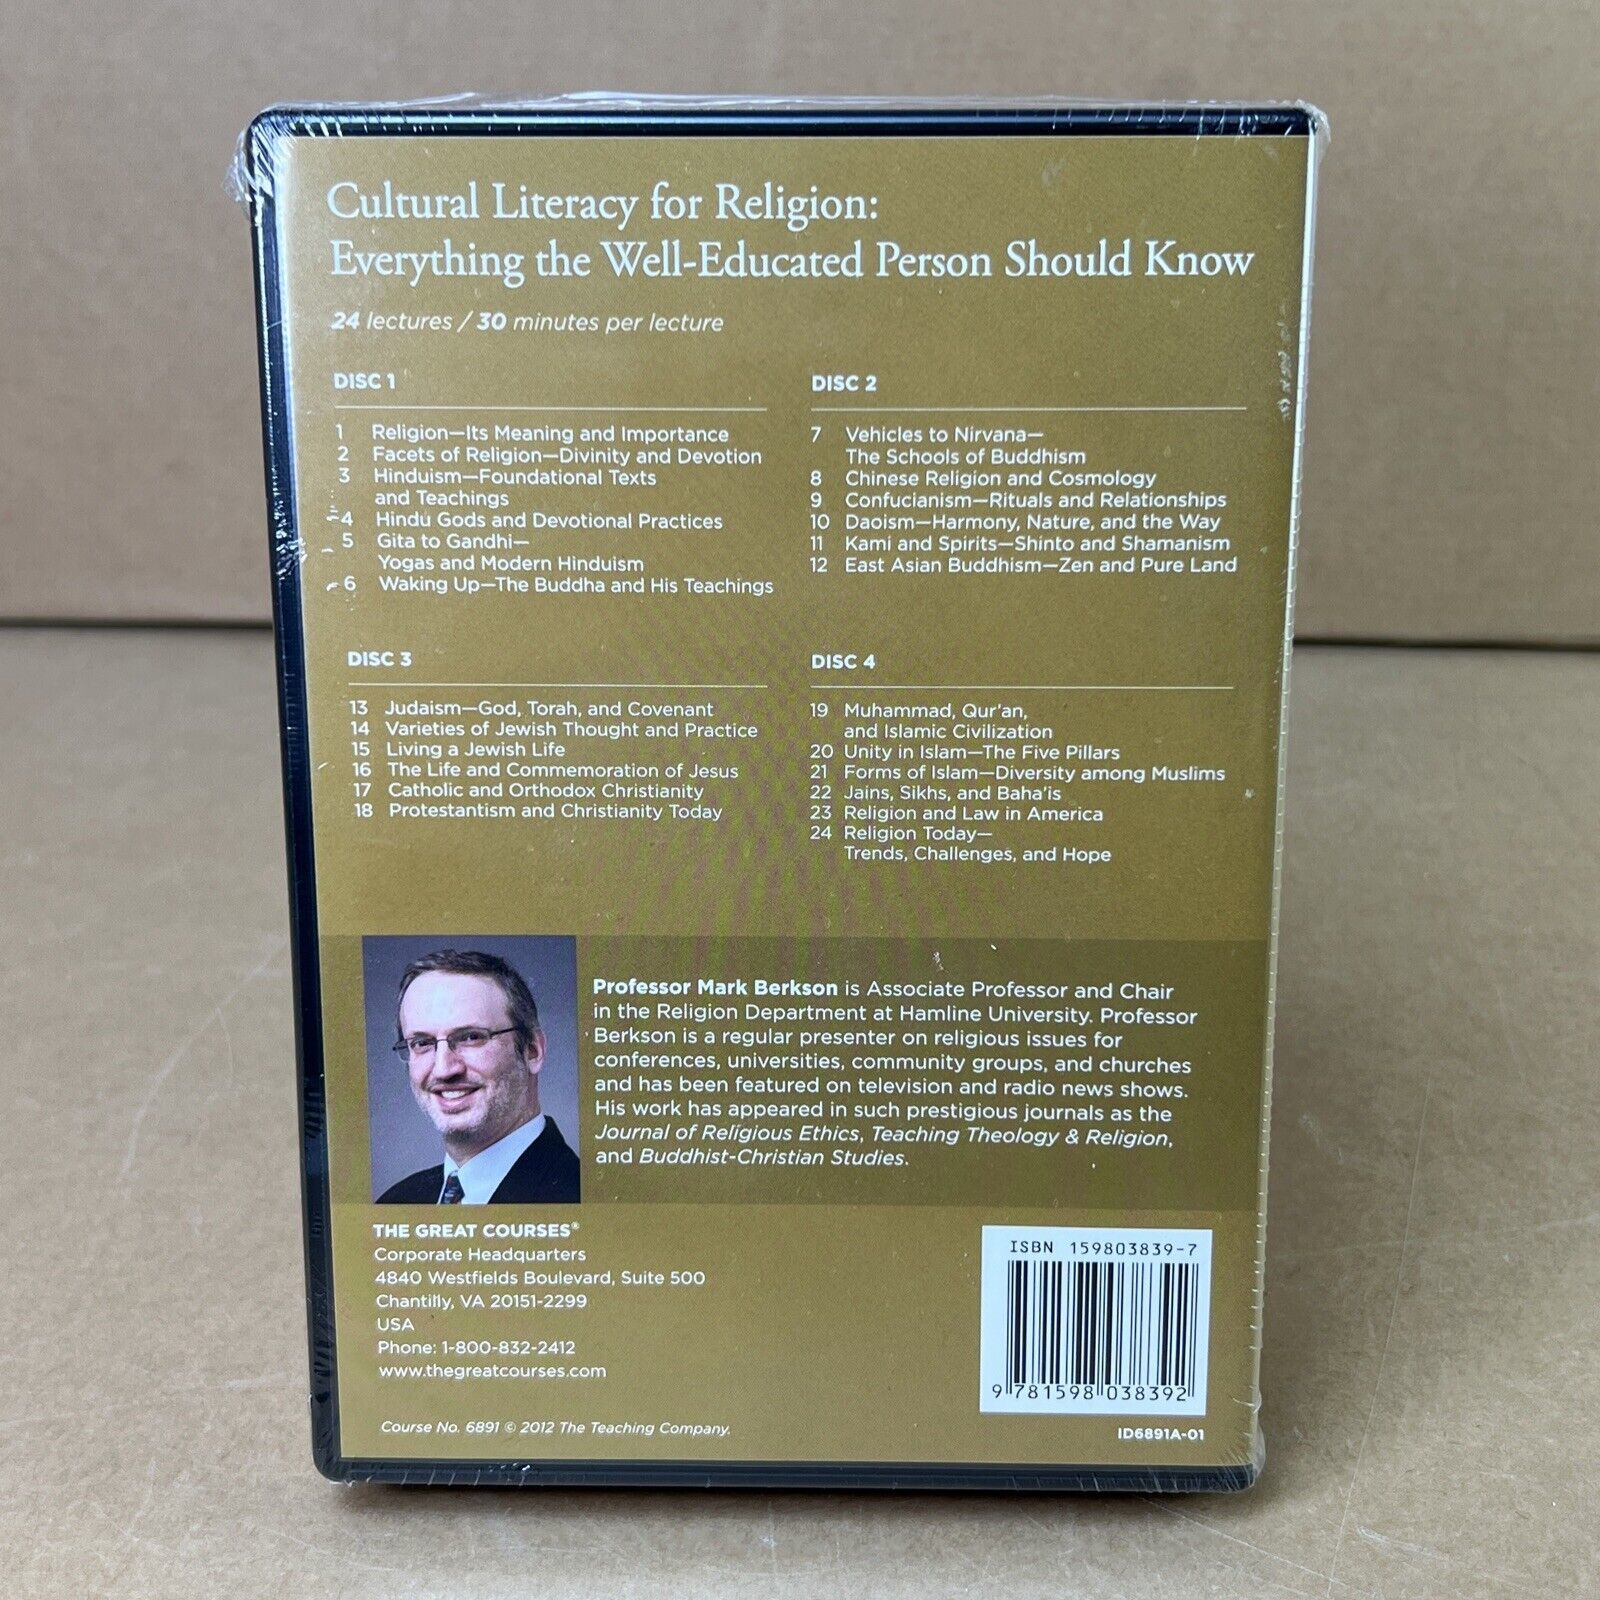 Cultural Literacy for Religion:
Everything the Well-Educated Person Should Know
24 lectures / 30 minutes per lecture
DISC 1
1 Religion—Its Meaning and Importance
2 Facets of Religion—Divinity and Devotion
3 Hinduism—Foundational Texts
and Teachings
4 Hindu Gods and Devotional Practices
5 Gita to Gandhi—
Yogas and Modern Hinduism
6 Waking Up—The Buddha and His Teachings
DISC 2
7 Vehicles to Nirvana—
The Schools of Buddhism
8 Chinese Religion and Cosmology
9 Confucianism—Rituals and Relationships
10 Daoism—Harmony, Nature, and the Way
11 Kami and Spirits—Shinto and Shamanism
12 East Asian Buddhism—Zen and Pure Land
DISC 3
13 Judaism—God, Torah, and Covenant
14 Varieties of Jewish Thought and Practice
15 Living a Jewish Life
16 The Life and Commemoration of Jesus
17 Catholic and Orthodox Christianity
18 Protestantism and Christianity Today
DISC 4
19 Muhammad, Qur'an,
and Islamic Civilization
20 Unity in Islam—The Five Pillars
21 Forms of Islam—Diversity among Muslims
22 Jains, Sikhs, and Baha'is
23 Religion and Law in America
24 Religion Today—
Trends, Challenges, and Hope
Professor Mark Berkson is Associate Professor and Chair
in the Religion Department at Hamline University. Professor
Berkson is a regular presenter on religious issues for
conferences, universities, community groups, and churches
and has been featured on television and radio news shows.
His work has appeared in such prestigious journals as the
Journal of Religious Ethics, Teaching Theology & Religion,
and Buddhist-Christian Studies.
THE GREAT COURSES®
Corporate Headquarters
4840 Westfields Boulevard, Suite 500
Chantilly, VA 20151-2299
USA
Phone: 1-800-832-2412
www.thegreatcourses.com
Course No. 6891 © 2012 The Teaching Company.
ISBN 159803839-7
9 781598 038392
ID6891A-01